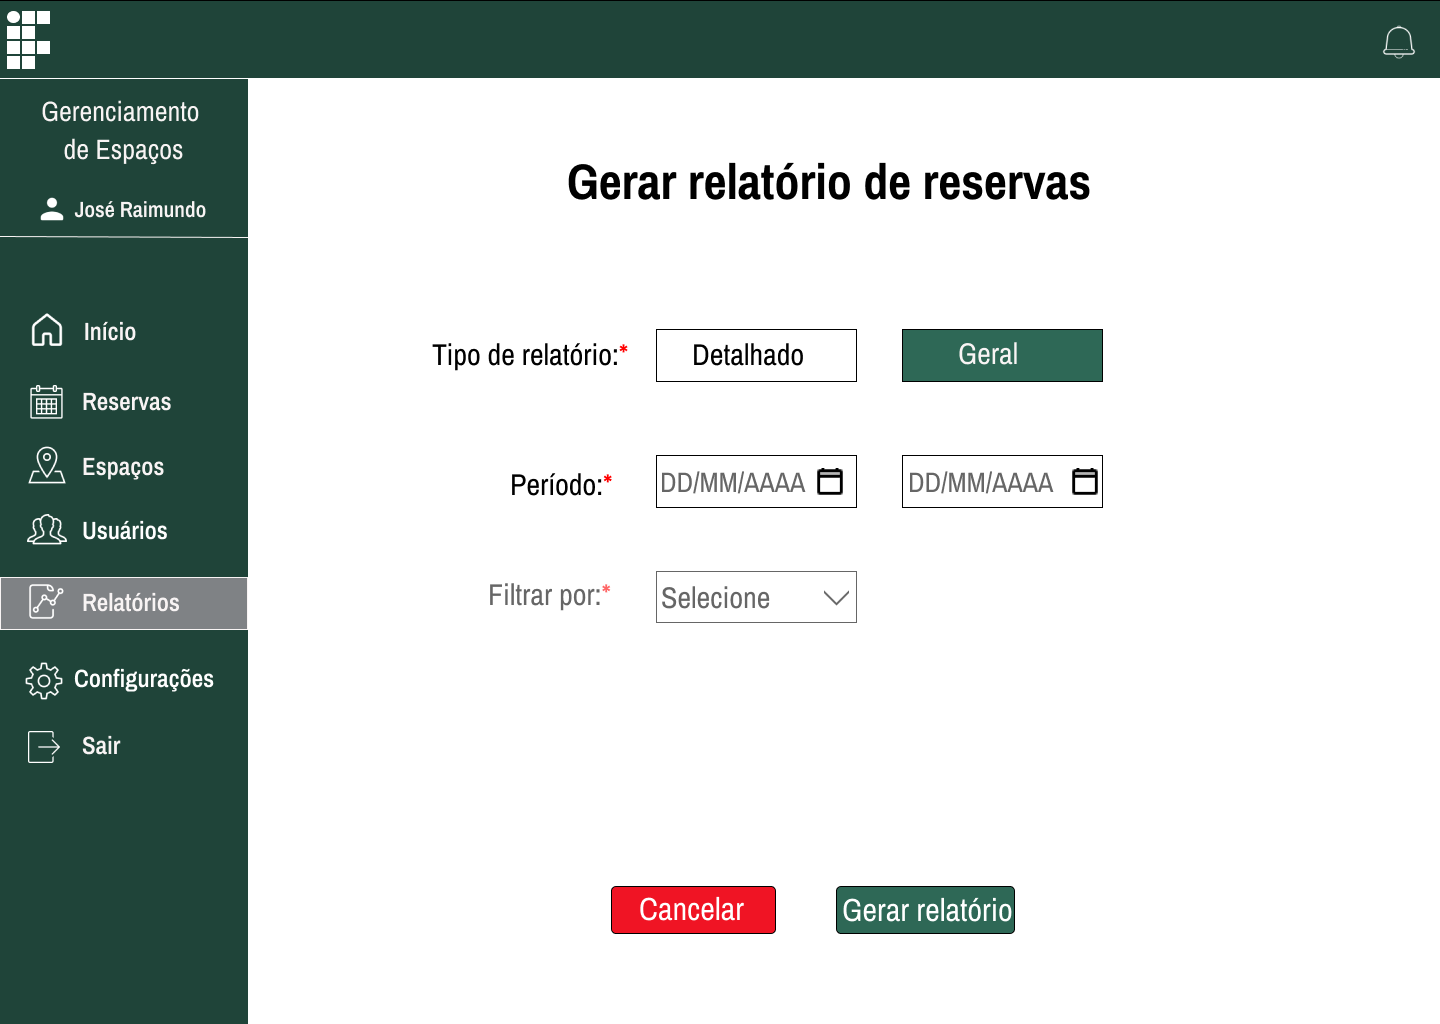 Gerenciamento
de Espaços
José Raimundo
Início
Reservas
Espaços
Usuários
Relatórios
Configurações
Sair
Gerar relatório de reservas
Tipo de relatório:* Detalhado Geral
Período:* DD/MM/AAAA DD/MM/AAAA
Filtrar por:* Selecione
Cancelar Gerar relatório